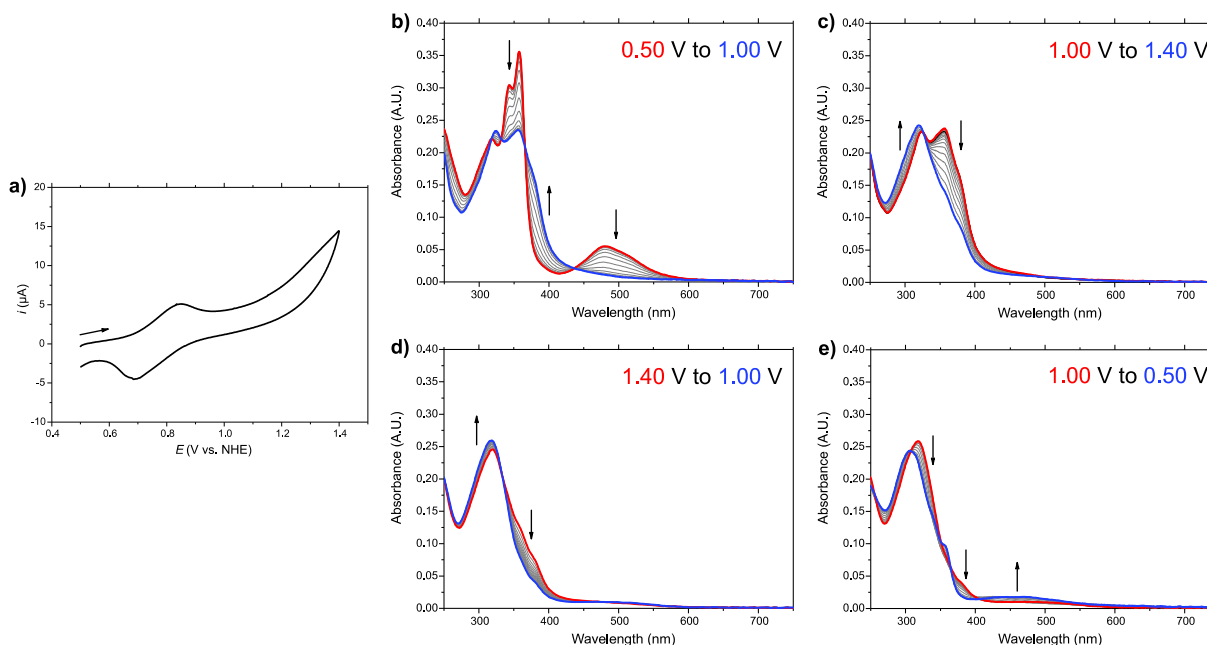 a)
20
15
10
5
0
-5
-10
i (µA)
0.4 0.6 0.8 1.0 1.2 1.4
E (V vs. NHE)
b)
0.50 V to 1.00 V
0.40
0.35
0.30
0.25
0.20
0.15
0.10
0.05
0.00
Absorbance (A.U.)
300 400 500 600 700
Wavelength (nm)
c)
1.00 V to 1.40 V
0.40
0.35
0.30
0.25
0.20
0.15
0.10
0.05
0.00
Absorbance (A.U.)
300 400 500 600 700
Wavelength (nm)
d)
1.40 V to 1.00 V
0.40
0.35
0.30
0.25
0.20
0.15
0.10
0.05
0.00
Absorbance (A.U.)
300 400 500 600 700
Wavelength (nm)
e)
1.00 V to 0.50 V
0.40
0.35
0.30
0.25
0.20
0.15
0.10
0.05
0.00
Absorbance (A.U.)
300 400 500 600 700
Wavelength (nm)